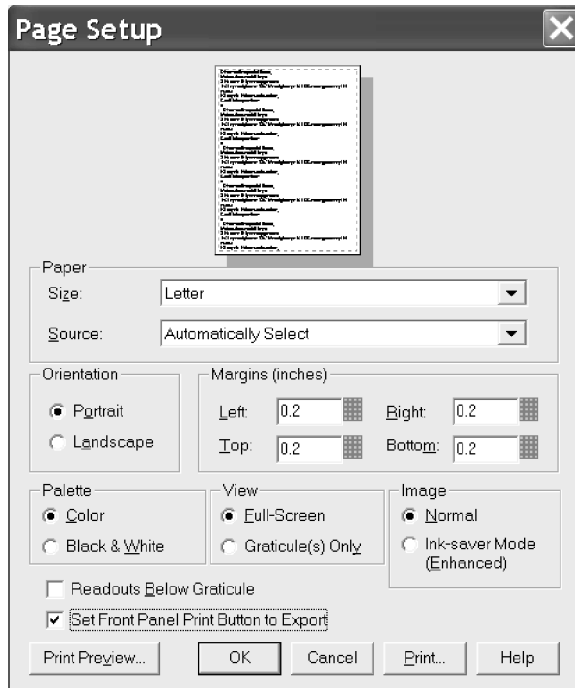 Page Setup
Paper
Size: Letter
Source: Automatically Select
Orientation
Portrait
Landscape
Margins (inches)
Left: 0.2 Right: 0.2
Top: 0.2 Bottom: 0.2
Palette
Color
Black & White
View
Full-Screen
Graticule(s) Only
Image
Normal
Ink-saver Mode
(Enhanced)
Readouts Below Graticule
Set Front Panel Print Button to Export
Print Preview... OK Cancel Print... Help